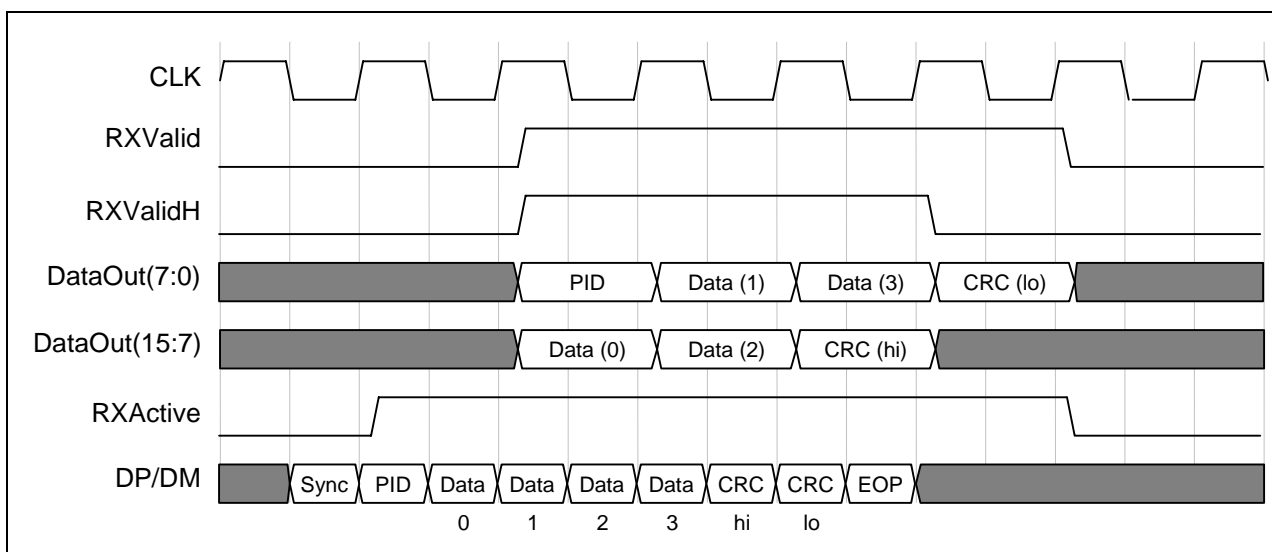 CLK
RXValid
RXValidH
DataOut(7:0) PID Data (1) Data (3) CRC (lo)
DataOut(15:7) Data (0) Data (2) CRC (hi)
RXActive
DP/DM Sync PID Data Data Data Data CRC CRC EOP
0 1 2 3 hi lo